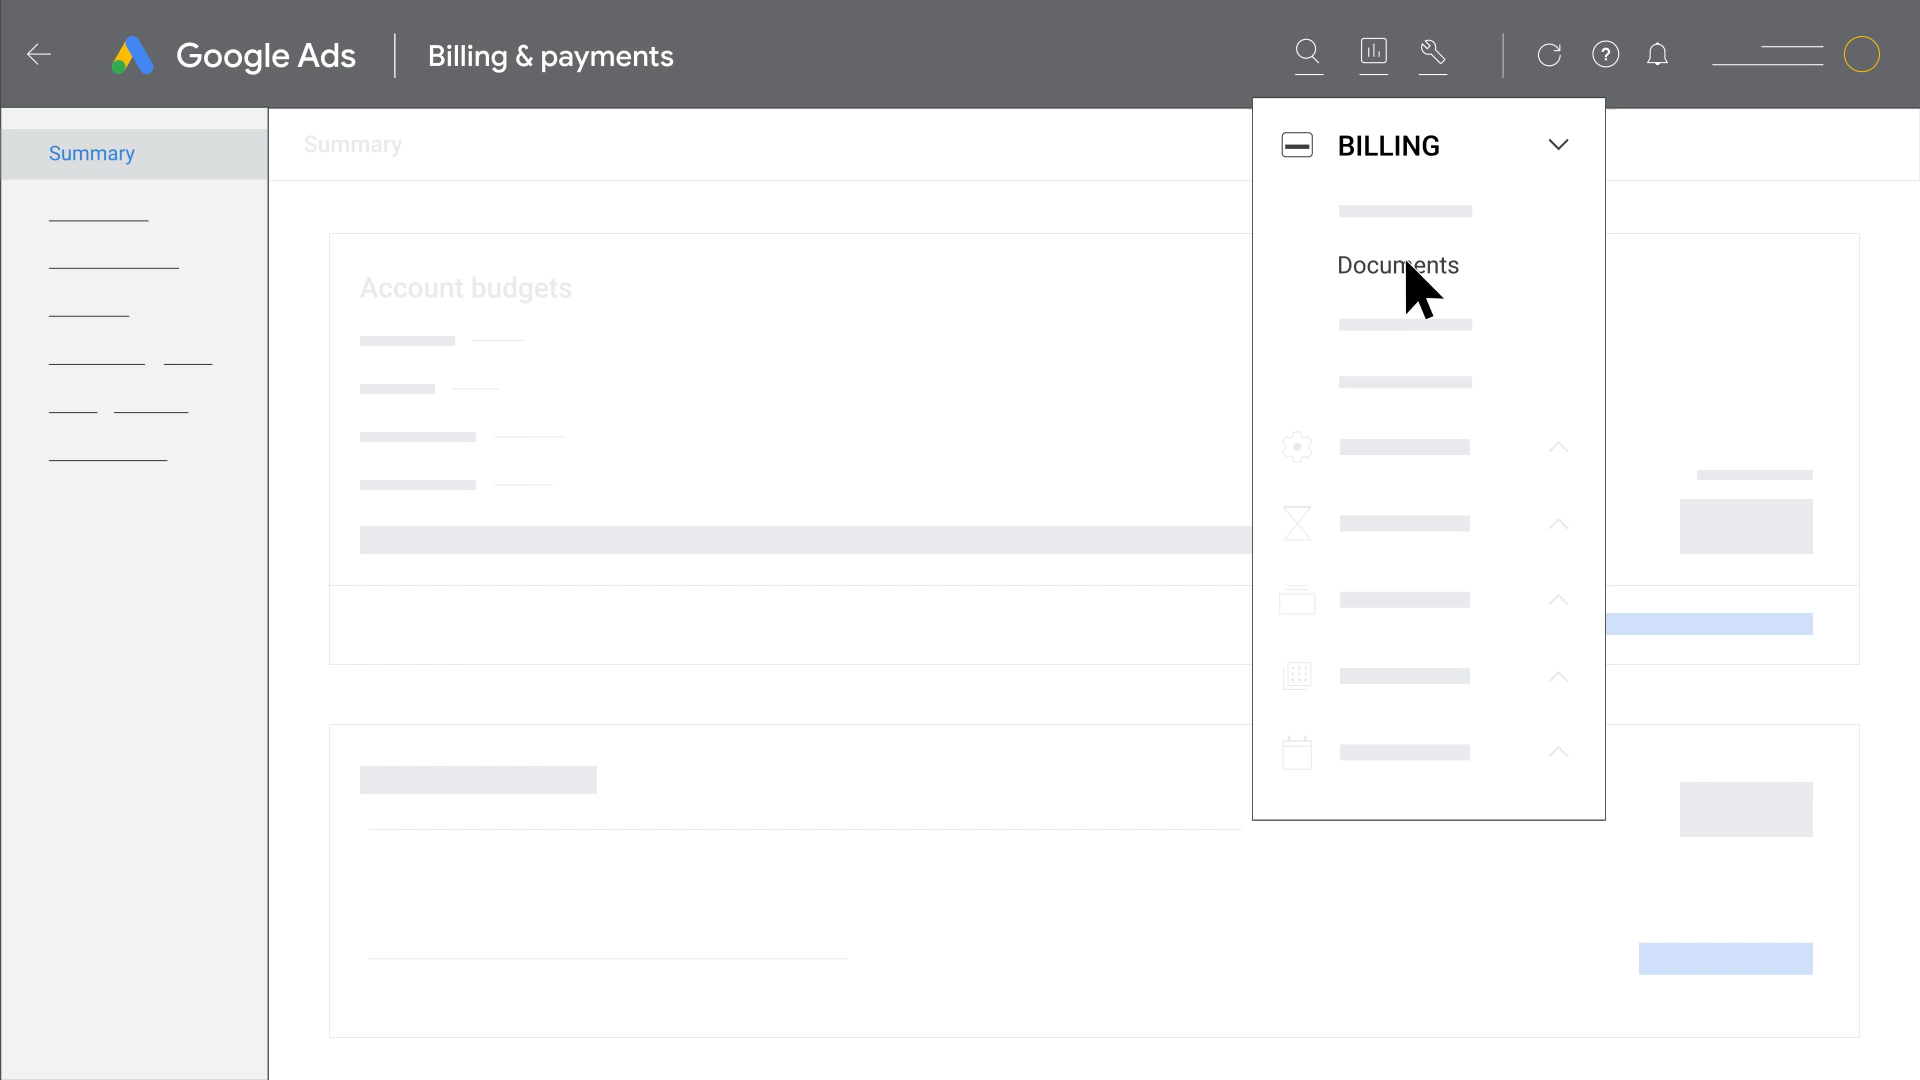 Google Ads
Billing & payments
Summary
Summary
BILLING
Documents
Account budgets